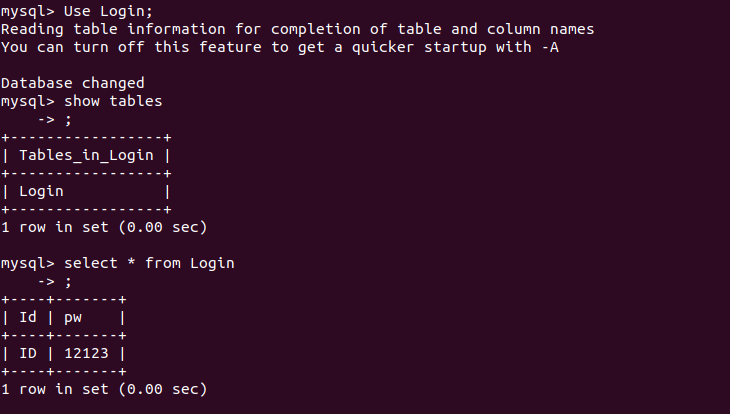 mysql> Use Login;
Reading table information for completion of table and column names
You can turn off this feature to get a quicker startup with -A
Database changed
mysql> show tables
    -> ;
+-----------------+
| Tables_in_Login |
+-----------------+
| Login           |
+-----------------+
1 row in set (0.00 sec)
mysql> select * from Login
    -> ;
+----+-------+
| Id | pw    |
+----+-------+
| ID | 12123 |
+----+-------+
1 row in set (0.00 sec)